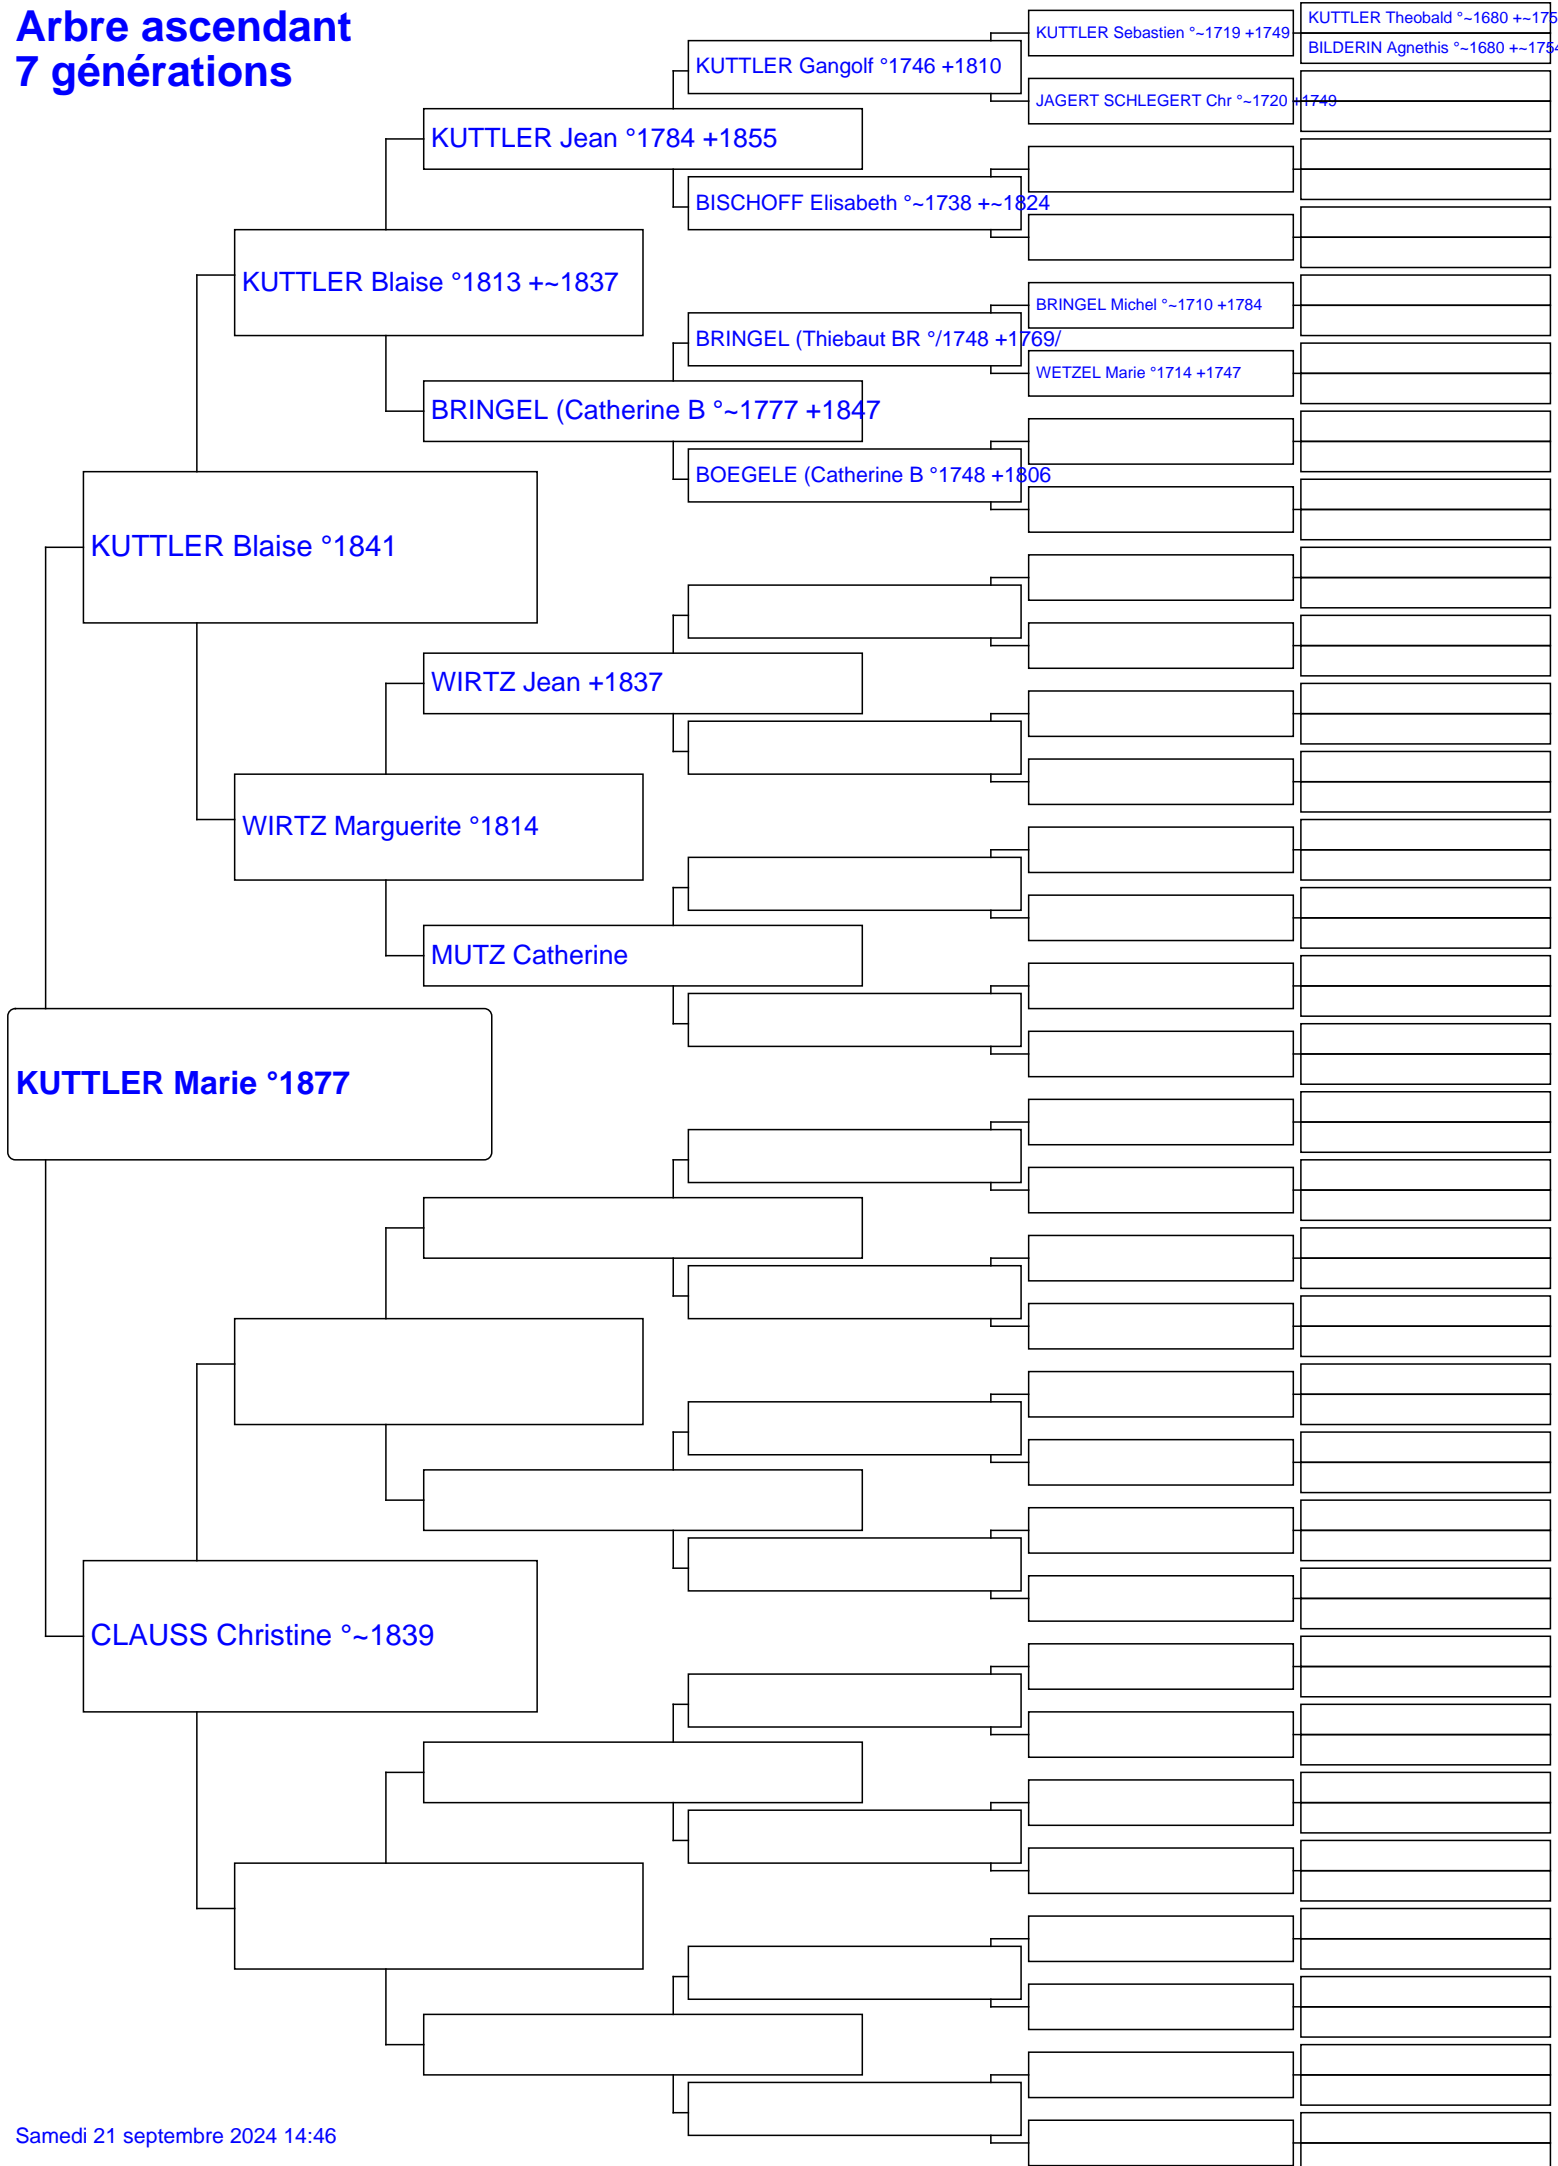 Arbre ascendant
7 générations
KUTTLER Theobald °~1680 +~175
KUTTLER Sebastien °~1719 +1749
BILDERIN Agnethis °~1680 +~1754
KUTTLER Gangolf °1746 +1810
JAGERT SCHLEGERT Chr °~1720 +1749
KUTTLER Jean °1784 +1855
BISCHOFF Elisabeth °~1738 +~1824
KUTTLER Blaise °1813 +~1837
BRINGEL Michel °~1710 +1784
BRINGEL (Thiebaut BR °/1748 +1769/
WETZEL Marie °1714 +1747
BRINGEL (Catherine B °~1777 +1847
BOEGELE (Catherine B °1748 +1806
KUTTLER Blaise °1841
WIRTZ Jean +1837
WIRTZ Marguerite °1814
MUTZ Catherine
KUTTLER Marie °1877
CLAUSS Christine °~1839
Samedi 21 septembre 2024 14:46